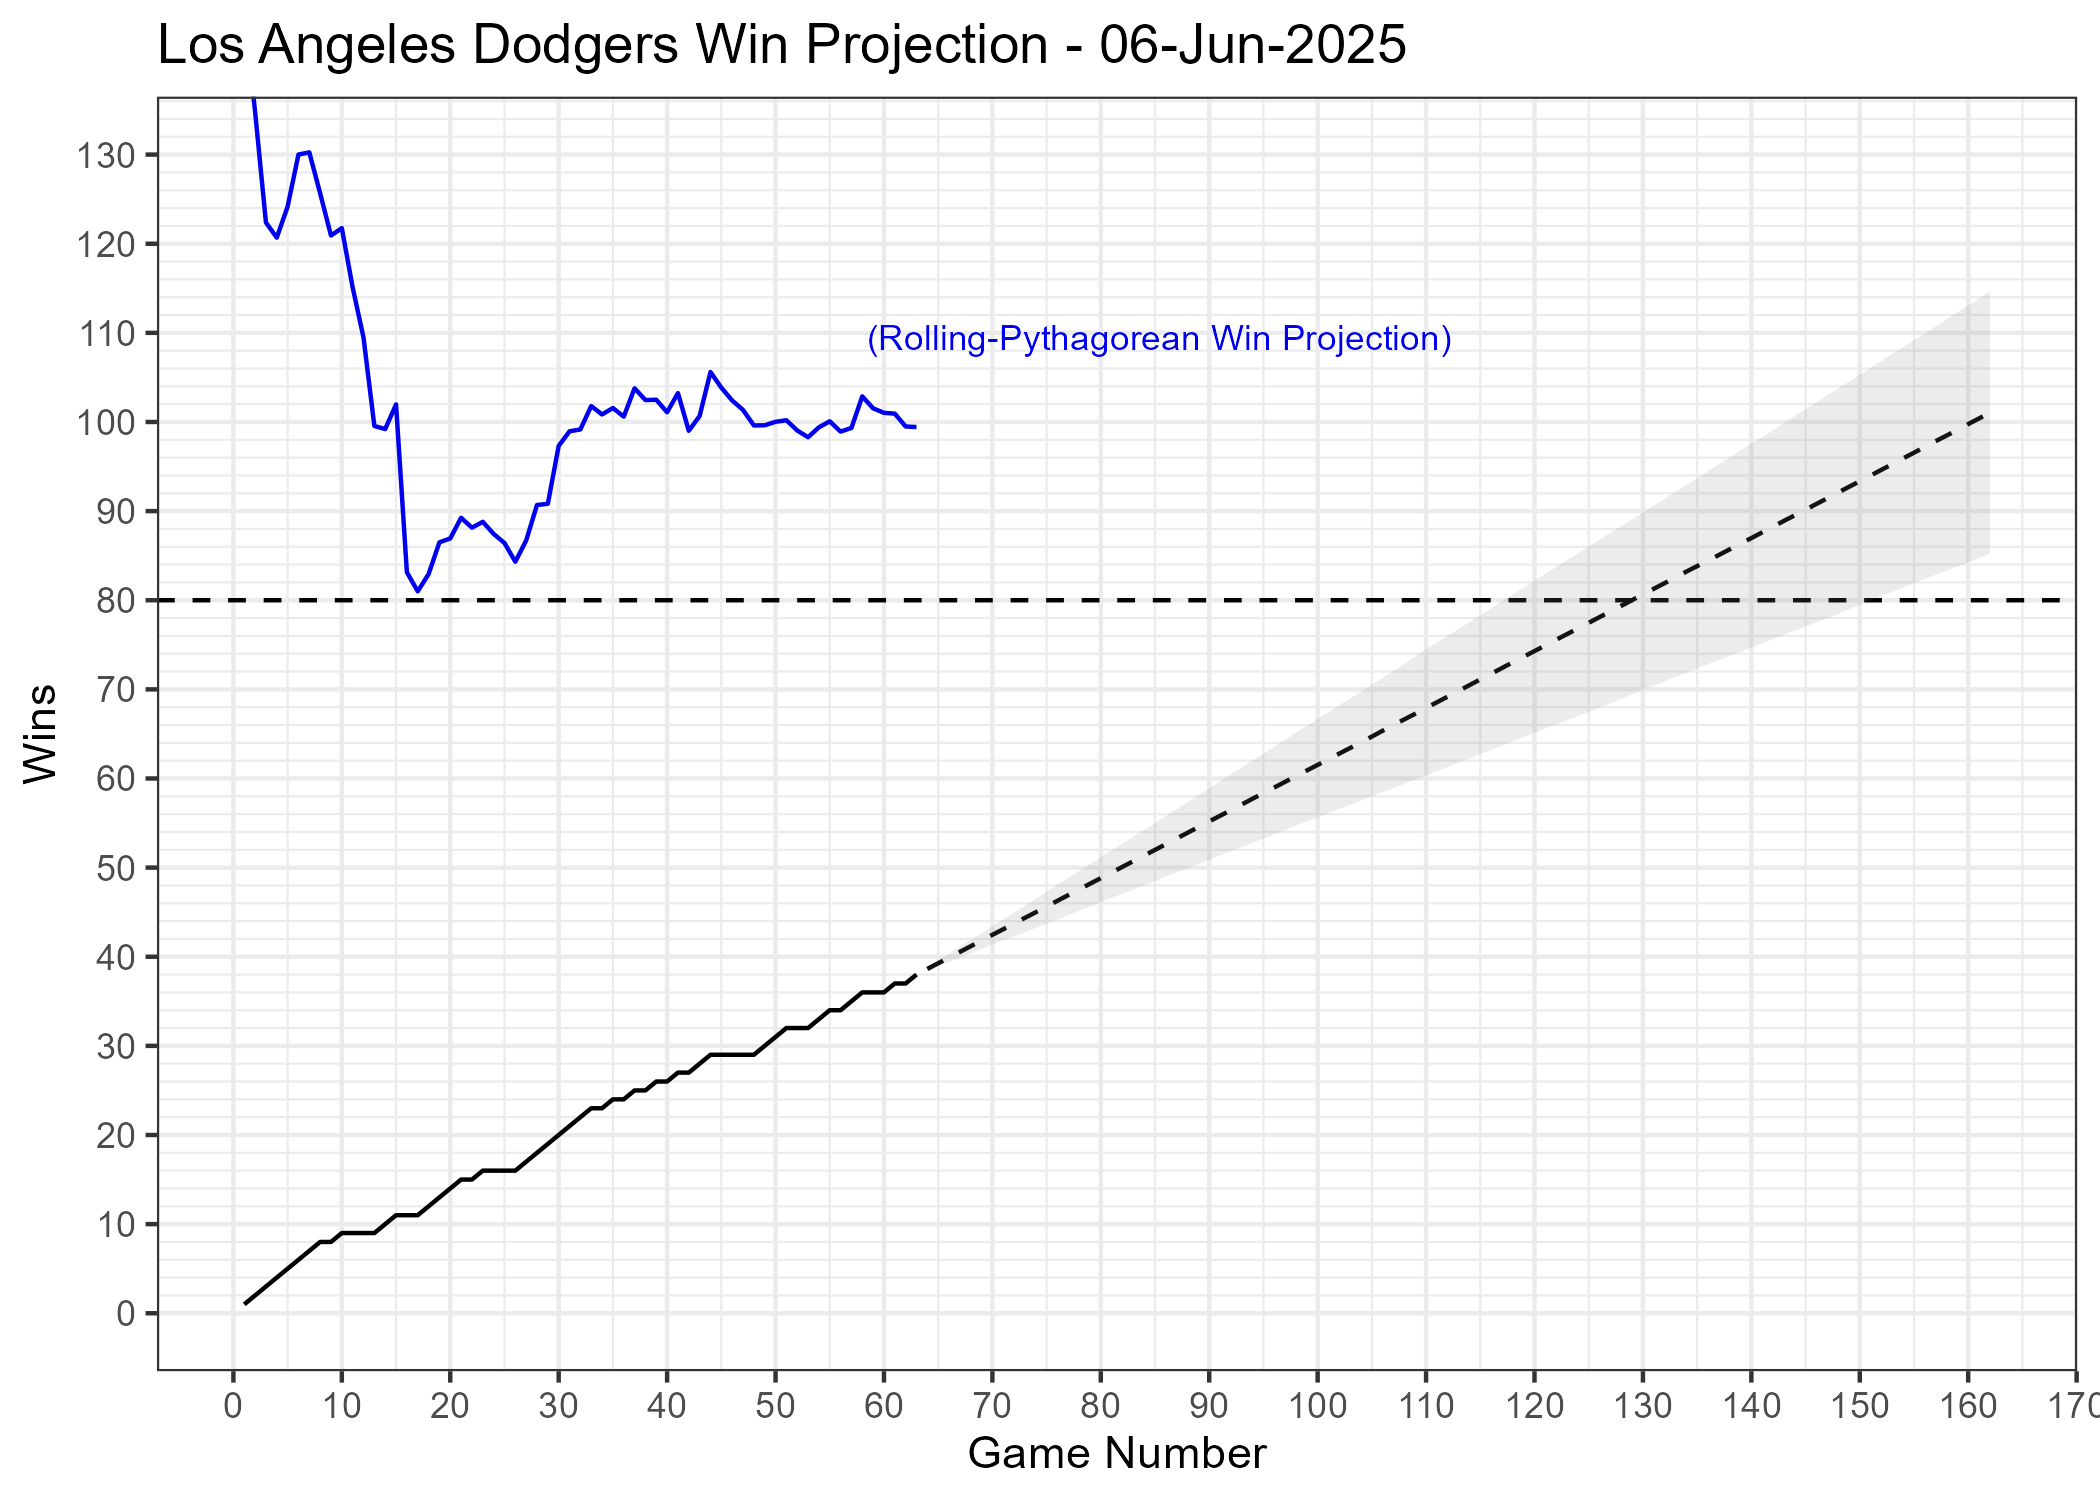 Los Angeles Dodgers Win Projection - 06-Jun-2025
130
120
110
100
90
80
70
60
50
40
30
20
10
0
Wins
(Rolling-Pythagorean Win Projection)
0 10 20 30 40 50 60 70 80 90 100 110 120 130 140 150 160 170
Game Number